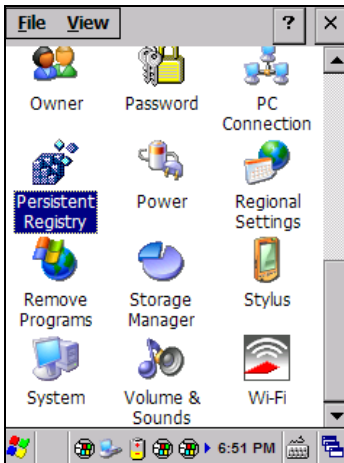 File View ? ×
Owner Password PC
Connection
Persistent Power Regional
Registry Settings
Remove Storage Stylus
Programs Manager
System Volume & Wi-Fi
Sounds
6:51 PM